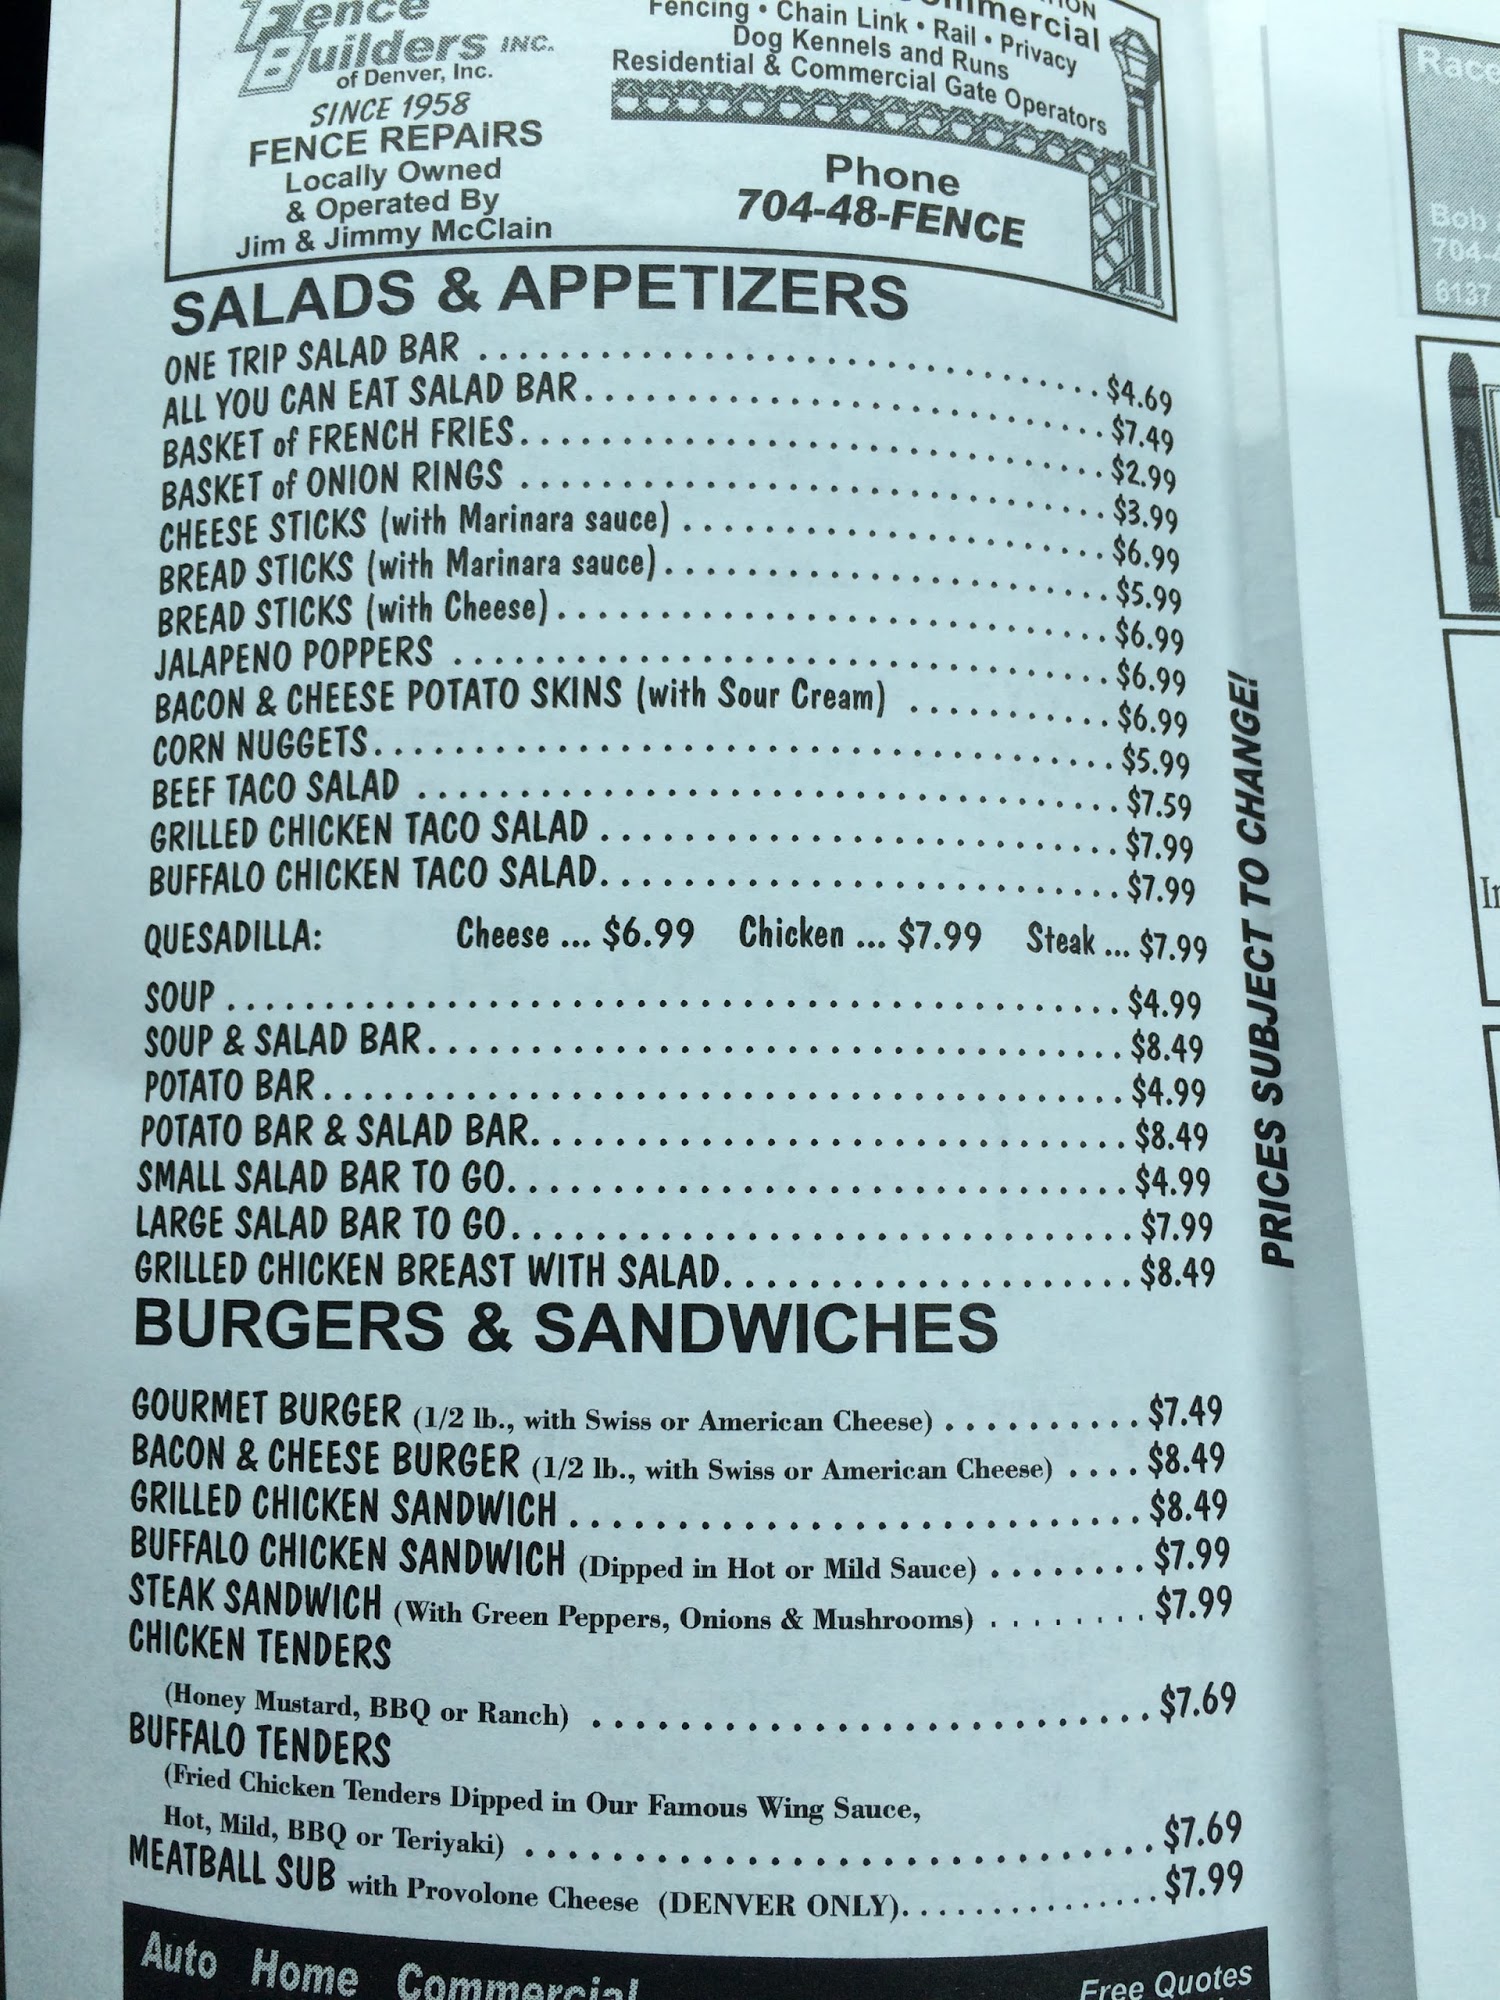 Fence
Builders INC.
of Denver, Inc.
SINCE 1958
FENCE REPAIRS
Locally Owned
& Operated By
Jim & Jimmy McClain
Commercial
Fencing • Chain Link • Rail • Privacy
Dog Kennels and Runs
Residential & Commercial Gate Operators
Phone
704-48-FENCE
SALADS & APPETIZERS
ONE TRIP SALAD BAR $4.69
ALL YOU CAN EAT SALAD BAR $7.49
BASKET of FRENCH FRIES $2.99
BASKET of ONION RINGS $3.99
CHEESE STICKS (with Marinara sauce) $6.99
BREAD STICKS (with Marinara sauce) $5.99
BREAD STICKS (with Cheese) $6.99
JALAPENO POPPERS $6.99
BACON & CHEESE POTATO SKINS (with Sour Cream) $6.99
CORN NUGGETS $5.99
BEEF TACO SALAD $7.59
GRILLED CHICKEN TACO SALAD $7.99
BUFFALO CHICKEN TACO SALAD $7.99
QUESADILLA: Cheese ... $6.99 Chicken ... $7.99 Steak ... $7.99
SOUP $4.99
SOUP & SALAD BAR $8.49
POTATO BAR $4.99
POTATO BAR & SALAD BAR $8.49
SMALL SALAD BAR TO GO $4.99
LARGE SALAD BAR TO GO $7.99
GRILLED CHICKEN BREAST WITH SALAD $8.49
PRICES SUBJECT TO CHANGE!
BURGERS & SANDWICHES
GOURMET BURGER (1/2 lb., with Swiss or American Cheese) $7.49
BACON & CHEESE BURGER (1/2 lb., with Swiss or American Cheese) $8.49
GRILLED CHICKEN SANDWICH $8.49
BUFFALO CHICKEN SANDWICH (Dipped in Hot or Mild Sauce) $7.99
STEAK SANDWICH (With Green Peppers, Onions & Mushrooms) $7.99
CHICKEN TENDERS
(Honey Mustard, BBQ or Ranch) $7.69
BUFFALO TENDERS
(Fried Chicken Tenders Dipped in Our Famous Wing Sauce,
Hot, Mild, BBQ or Teriyaki) $7.69
MEATBALL SUB with Provolone Cheese (DENVER ONLY) $7.99
Auto Home Commercial
Free Quotes
Race
Bob
704-
6137